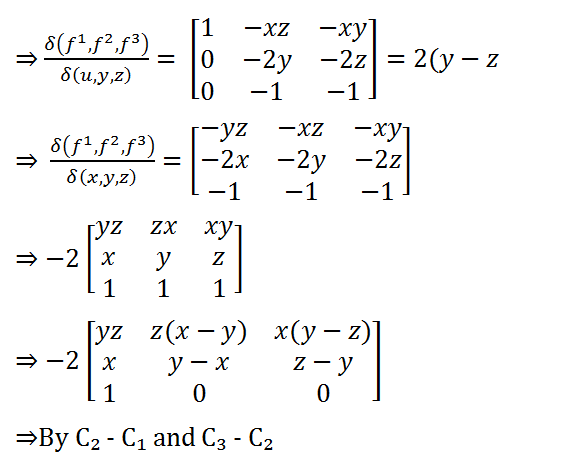 ⇒ δ(f¹,f²,f³)/δ(u,y,z) = [1 −xz −xy; 0 −2y −2z; 0 −1 −1] = 2(y − z
⇒ δ(f¹,f²,f³)/δ(x,y,z) = [−yz −xz −xy; −2x −2y −2z; −1 −1 −1]
⇒ −2 [yz zx xy; x y z; 1 1 1]
⇒ −2 [yz z(x − y) x(y − z); x y − x z − y; 1 0 0]
⇒By C₂ - C₁ and C₃ - C₂